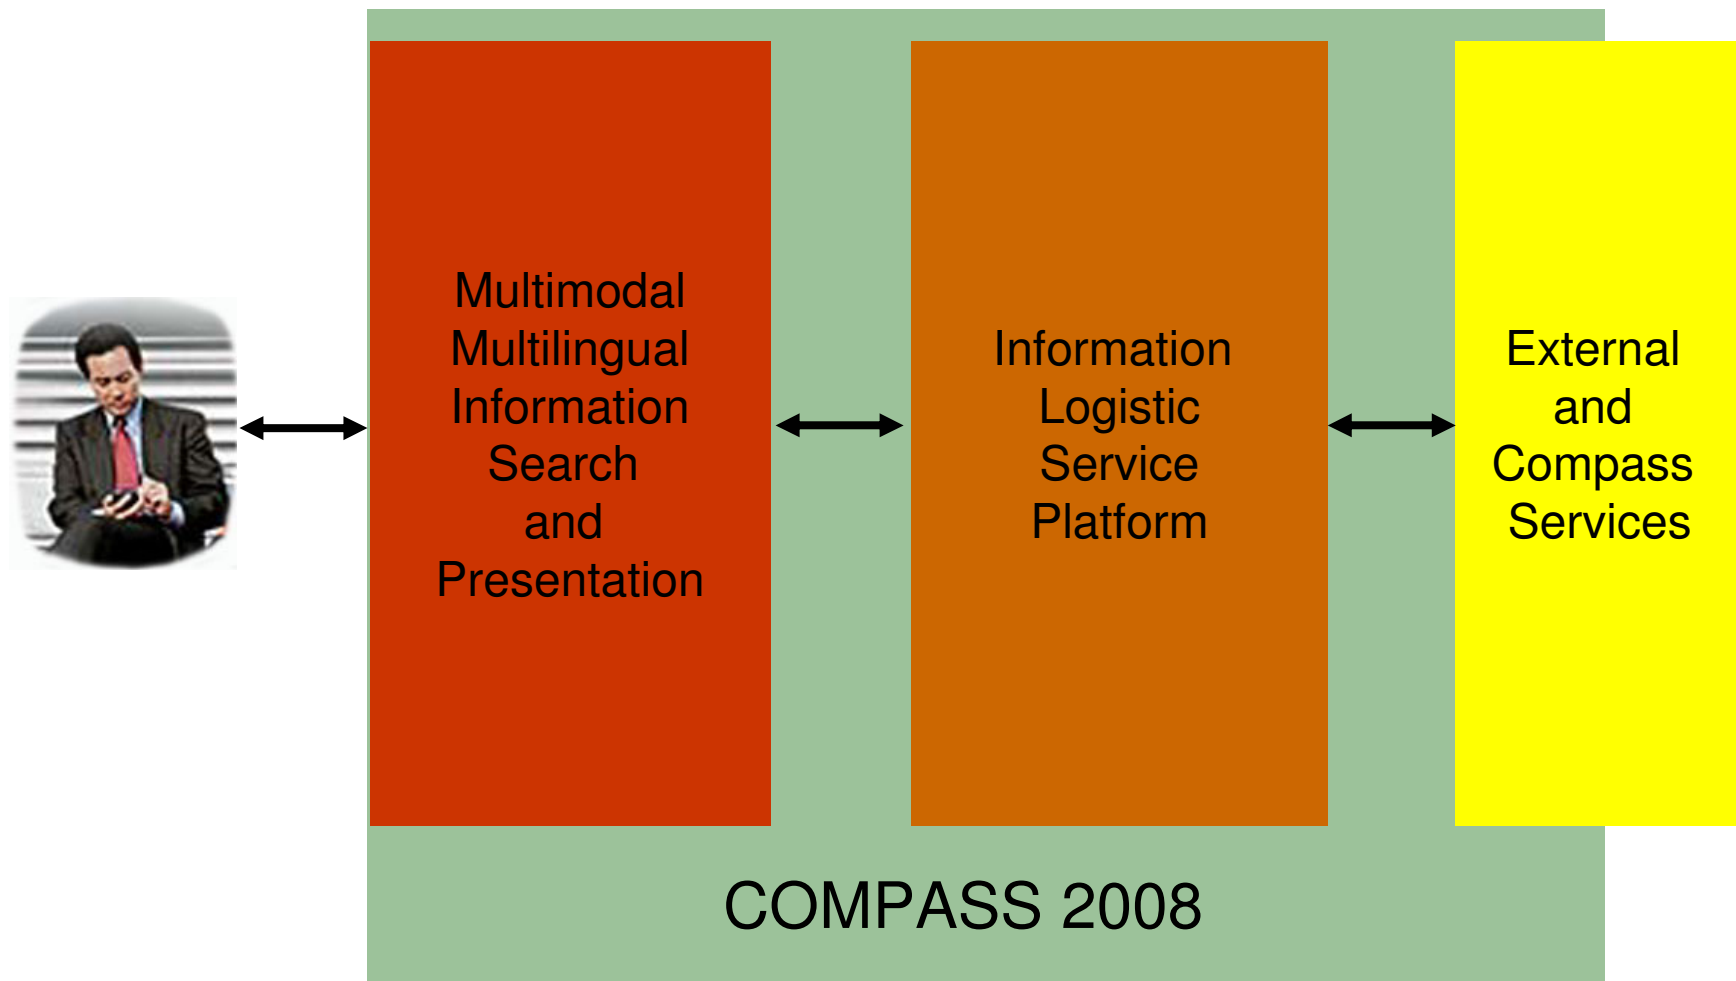 Multimodal
Multilingual
Information
Search
and
Presentation
Information
Logistic
Service
Platform
External
and
Compass
Services
COMPASS 2008